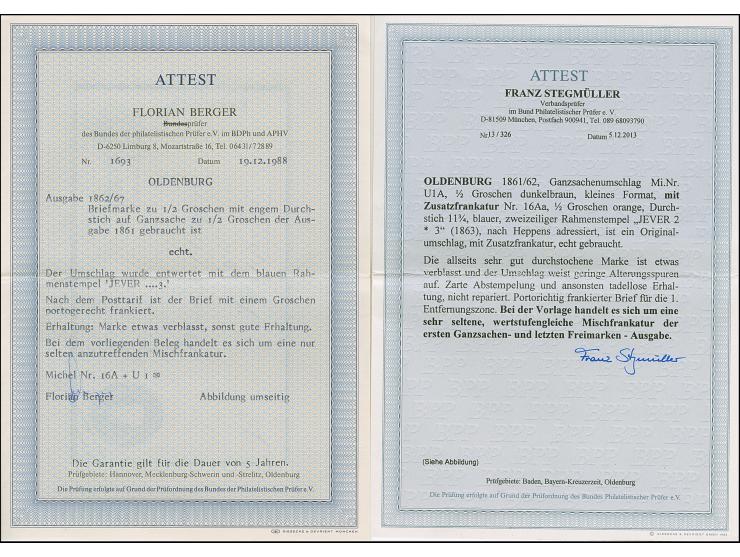 ATTEST
FLORIAN BERGER
Bundesprüfer
des Bundes der philatelistischen Prüfer e.V. im BDPh und APHV
D-6250 Limburg 8, Mozartstraße 16, Tel. 06431/72889
Nr. 1693 Datum 19.12.1988
OLDENBURG
Ausgabe 1862/67
Briefmarke zu 1/2 Groschen mit engem Durch-
stich auf Ganzsache zu 1/2 Groschen der Aus-
gabe 1861 gebraucht ist
echt.
Der Umschlag wurde entwertet mit dem blauen Rah-
menstempel 'JEVER ....3.'
Nach dem Posttarif ist der Brief mit einem Groschen
portogerecht frankiert.
Erhaltung: Marke etwas verblasst, sonst gute Erhaltung.
Bei dem vorliegenden Beleg handelt es sich um eine nur
selten anzutreffenden Mischfrankatur.
Michel Nr. 16A + U 1 ✉
Florian Berger Abbildung umseitig
Die Garantie gilt für die Dauer von 5 Jahren.
Prüfgebiete: Hannover, Mecklenburg-Schwerin und -Strelitz, Oldenburg
Die Prüfung erfolgte auf Grund der Prüfordnung des Bundes der Philatelistischen Prüfer e.V.
GIESECKE & DEVRIENT MÜNCHEN
ATTEST
FRANZ STEGMÜLLER
Verbandsprüfer
im Bund Philatelistischer Prüfer e. V.
D-81509 München, Postfach 900941, Tel. 089 68093790
Nr 13 / 326 Datum 5.12.2013
OLDENBURG 1861/62, Ganzsachenumschlag Mi.Nr.
U1A, ½ Groschen dunkelbraun, kleines Format, mit
Zusatzfrankatur Nr. 16Aa, ½ Groschen orange, Durch-
stich 11¾, blauer, zweizeiliger Rahmenstempel „JEVER 2
* 3“ (1863), nach Heppens adressiert, ist ein Original-
umschlag, mit Zusatzfrankatur, echt gebraucht.
Die allseits sehr gut durchstochene Marke ist etwas
verblasst und der Umschlag weist geringe Alterungsspuren
auf. Zarte Abstempelung und ansonsten tadellose Erhal-
tung, nicht repariert. Portorichtig frankierter Brief für die 1.
Entfernungszone. Bei der Vorlage handelt es sich um eine
sehr seltene, wertstufengleiche Mischfrankatur der
ersten Ganzsachen- und letzten Freimarken - Ausgabe.
Franz Stegmüller
(Siehe Abbildung)
Prüfgebiete: Baden, Bayern-Kreuzerzeit, Oldenburg
Die Prüfung erfolgte auf Grund der Prüfordnung des Bundes Philatelistischer Prüfer e.V.